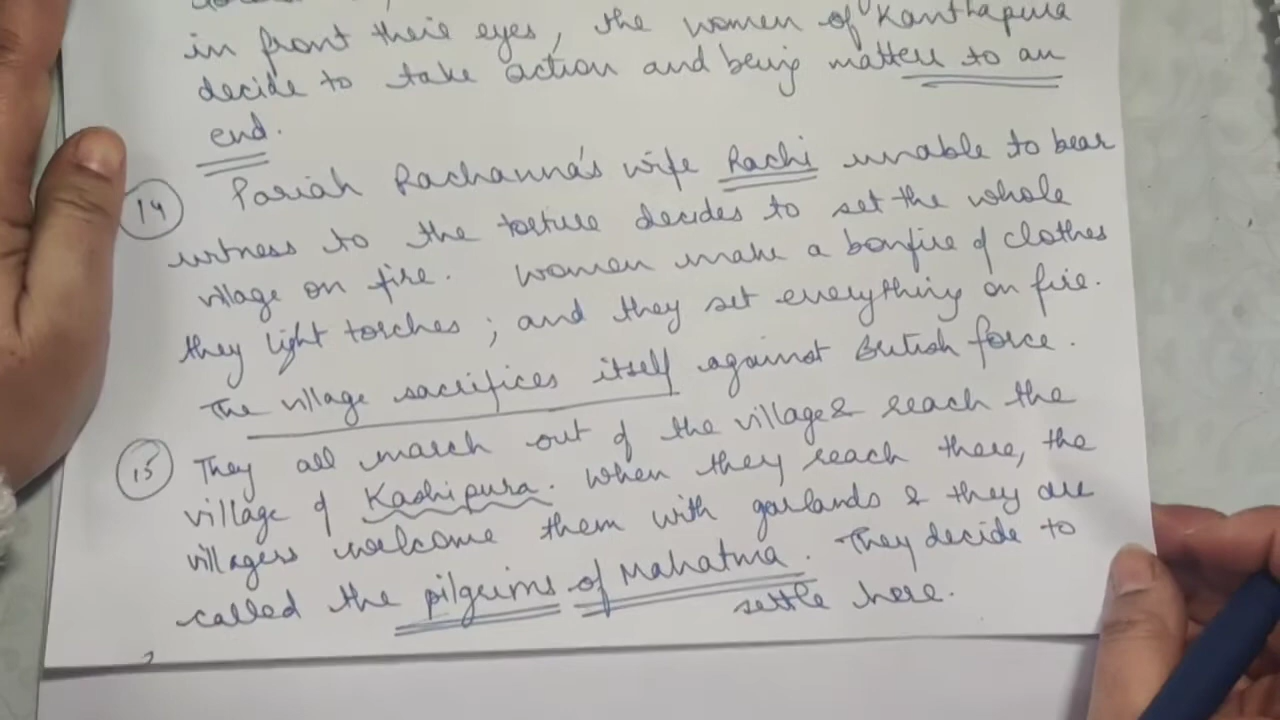 in front their eyes, the women of Kanthapura
decide to take action and being matters to an
end.
14 Pariah Rachanna's wife Rachi unable to bear
witness to the torture decides to set the whole
village on fire. Women make a bonfire of clothes
they light torches; and they set everything on fire.
The village sacrifices itself against British force.
15 They all march out of the village & reach the
village of Kashipura. When they reach there, the
villagers welcome them with garlands & they are
called the pilgrims of Mahatma. They decide to
settle here.